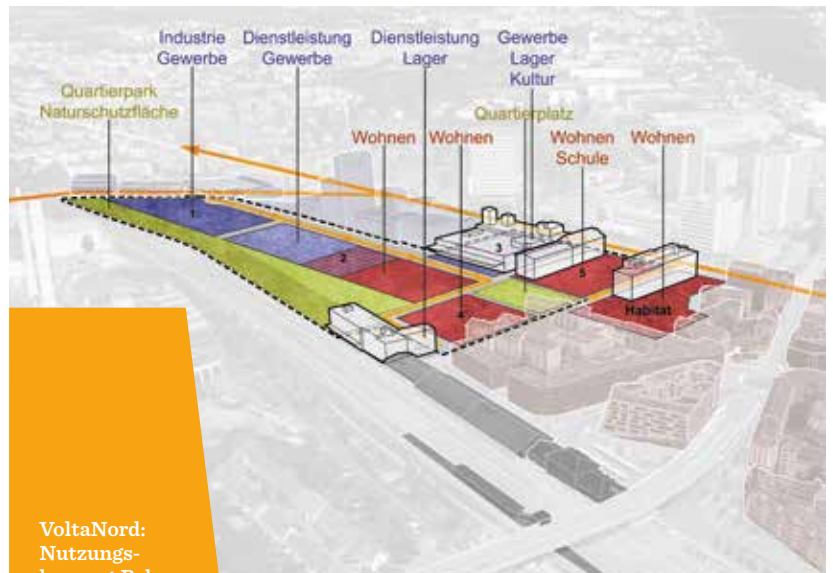 Industrie
Gewerbe
Dienstleistung
Gewerbe
Dienstleistung
Lager
Gewerbe
Lager
Kultur
Quartierpark
Naturschutzfläche
Quartierplatz
Wohnen
Wohnen
Wohnen
Schule
Wohnen
1
2
3
4
5
Habitat
VoltaNord:
Nutzungs-